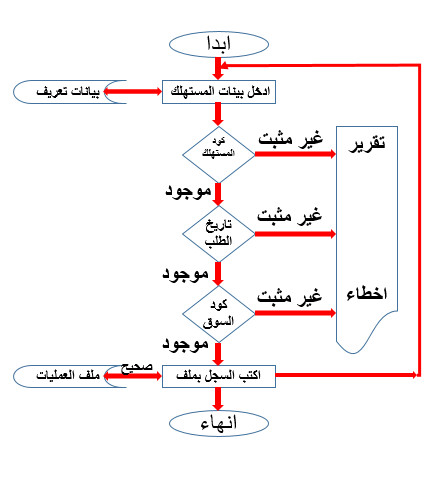 ابدا
ادخل بينات المستهلك
بيانات تعريف
كود
المستهلك
غير مثبت
تقرير
موجود
تاريخ
الطلب
غير مثبت
موجود
كود
السوق
غير مثبت
اخطاء
موجود
اكتب السجل بملف
صحيح
ملف العمليات
انهاء